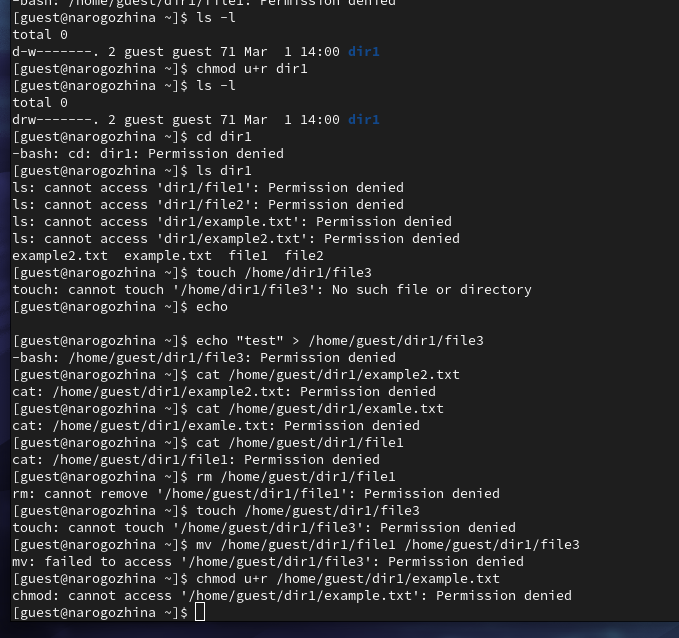 -bash: /home/guest/dir1/file1: Permission denied
[guest@narogozhina ~]$ ls -l
total 0
d-w-------. 2 guest guest 71 Mar  1 14:00 dir1
[guest@narogozhina ~]$ chmod u+r dir1
[guest@narogozhina ~]$ ls -l
total 0
drw-------. 2 guest guest 71 Mar  1 14:00 dir1
[guest@narogozhina ~]$ cd dir1
-bash: cd: dir1: Permission denied
[guest@narogozhina ~]$ ls dir1
ls: cannot access 'dir1/file1': Permission denied
ls: cannot access 'dir1/file2': Permission denied
ls: cannot access 'dir1/example.txt': Permission denied
ls: cannot access 'dir1/example2.txt': Permission denied
example2.txt  example.txt  file1  file2
[guest@narogozhina ~]$ touch /home/dir1/file3
touch: cannot touch '/home/dir1/file3': No such file or directory
[guest@narogozhina ~]$ echo
[guest@narogozhina ~]$ echo "test" > /home/guest/dir1/file3
-bash: /home/guest/dir1/file3: Permission denied
[guest@narogozhina ~]$ cat /home/guest/dir1/example2.txt
cat: /home/guest/dir1/example2.txt: Permission denied
[guest@narogozhina ~]$ cat /home/guest/dir1/examle.txt
cat: /home/guest/dir1/examle.txt: Permission denied
[guest@narogozhina ~]$ cat /home/guest/dir1/file1
cat: /home/guest/dir1/file1: Permission denied
[guest@narogozhina ~]$ rm /home/guest/dir1/file1
rm: cannot remove '/home/guest/dir1/file1': Permission denied
[guest@narogozhina ~]$ touch /home/guest/dir1/file3
touch: cannot touch '/home/guest/dir1/file3': Permission denied
[guest@narogozhina ~]$ mv /home/guest/dir1/file1 /home/guest/dir1/file3
mv: failed to access '/home/guest/dir1/file3': Permission denied
[guest@narogozhina ~]$ chmod u+r /home/guest/dir1/example.txt
chmod: cannot access '/home/guest/dir1/example.txt': Permission denied
[guest@narogozhina ~]$